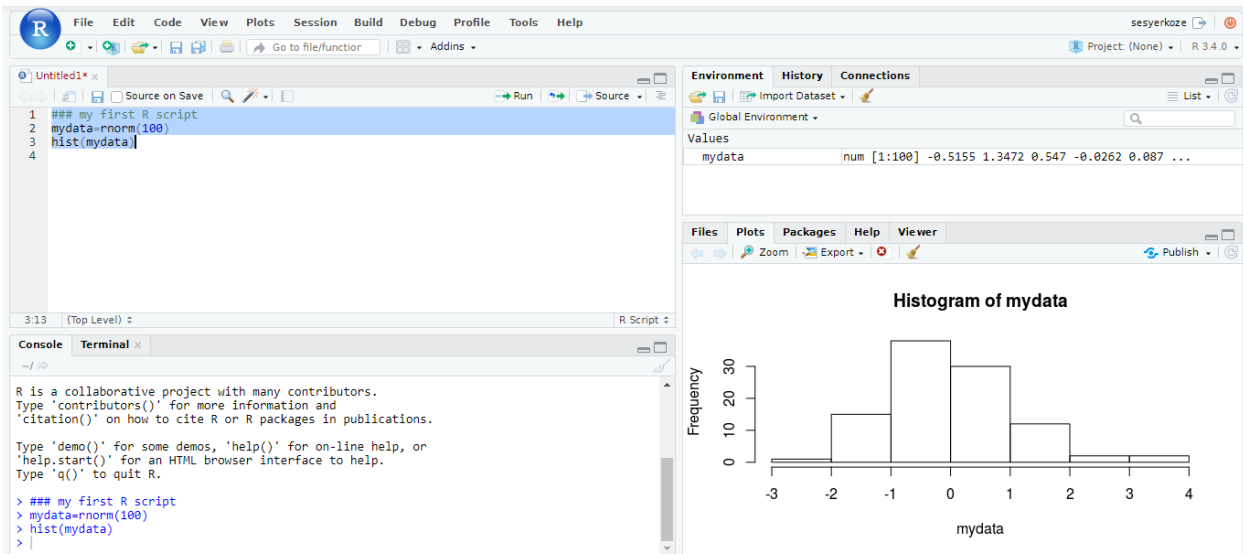 R File Edit Code View Plots Session Build Debug Profile Tools Help sesyerkoze
Go to file/function Addins Project: (None) R 3.4.0
Untitled1*
Source on Save Run Source
1 ### my first R script
2 mydata=rnorm(100)
3 hist(mydata)
4
3:13 (Top Level) R Script
Console Terminal
~/
R is a collaborative project with many contributors.
Type 'contributors()' for more information and
'citation()' on how to cite R or R packages in publications.
Type 'demo()' for some demos, 'help()' for on-line help, or
'help.start()' for an HTML browser interface to help.
Type 'q()' to quit R.
> ### my first R script
> mydata=rnorm(100)
> hist(mydata)
>
Environment History Connections
Import Dataset List
Global Environment
Values
mydata num [1:100] -0.5155 1.3472 0.547 -0.0262 0.087 ...
Files Plots Packages Help Viewer
Zoom Export Publish
Histogram of mydata
Frequency
30
20
10
0
-3 -2 -1 0 1 2 3 4
mydata